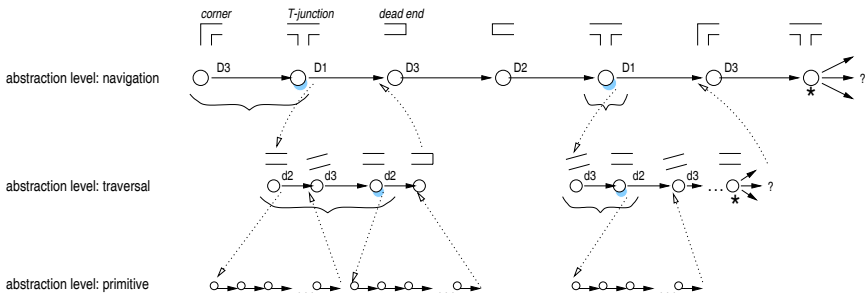 corner T-junction dead end
D3 D1 D3 D2 D1 D3
abstraction level: navigation * ?
d2 d3 d2 d3 d2 d3
abstraction level: traversal ... * ?
abstraction level: primitive